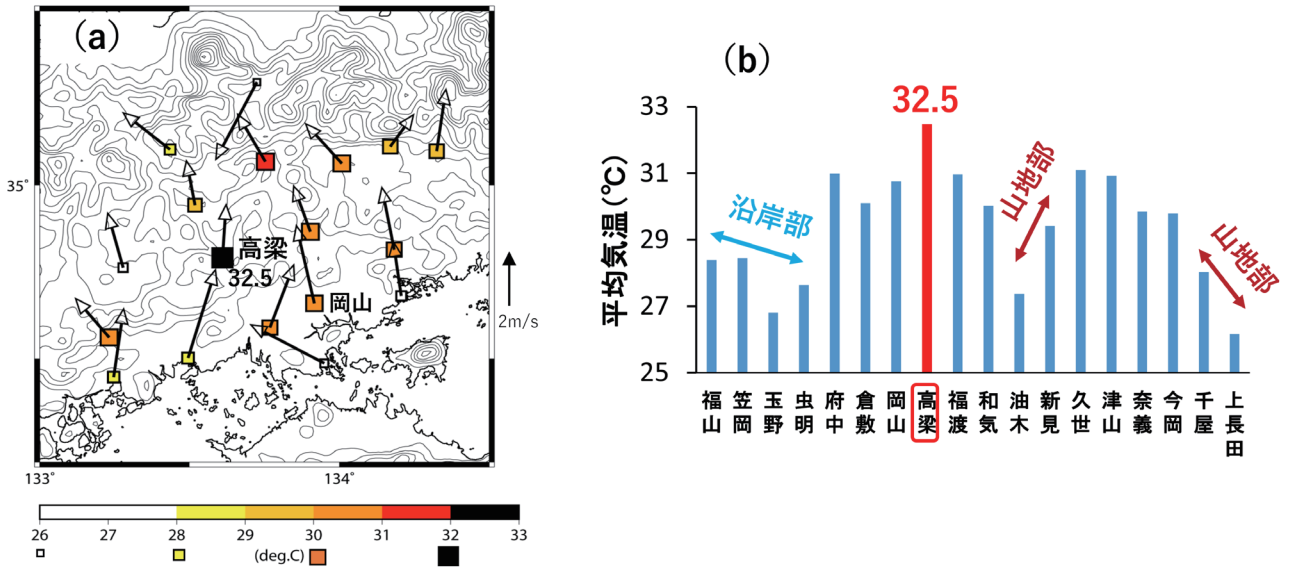 (a)
35°
高梁
32.5
岡山
2m/s
133°
134°
26 27 28 29 30 31 32 33
(deg.C)
(b)
32.5
平均気温(℃)
33
31
29
27
25
沿岸部
山地部
山地部
福山 笠岡 玉野 虫明 府中 倉敷 岡山 高梁 福渡 和気 油木 新見 久世 津山 奈義 今岡 千屋 上長田